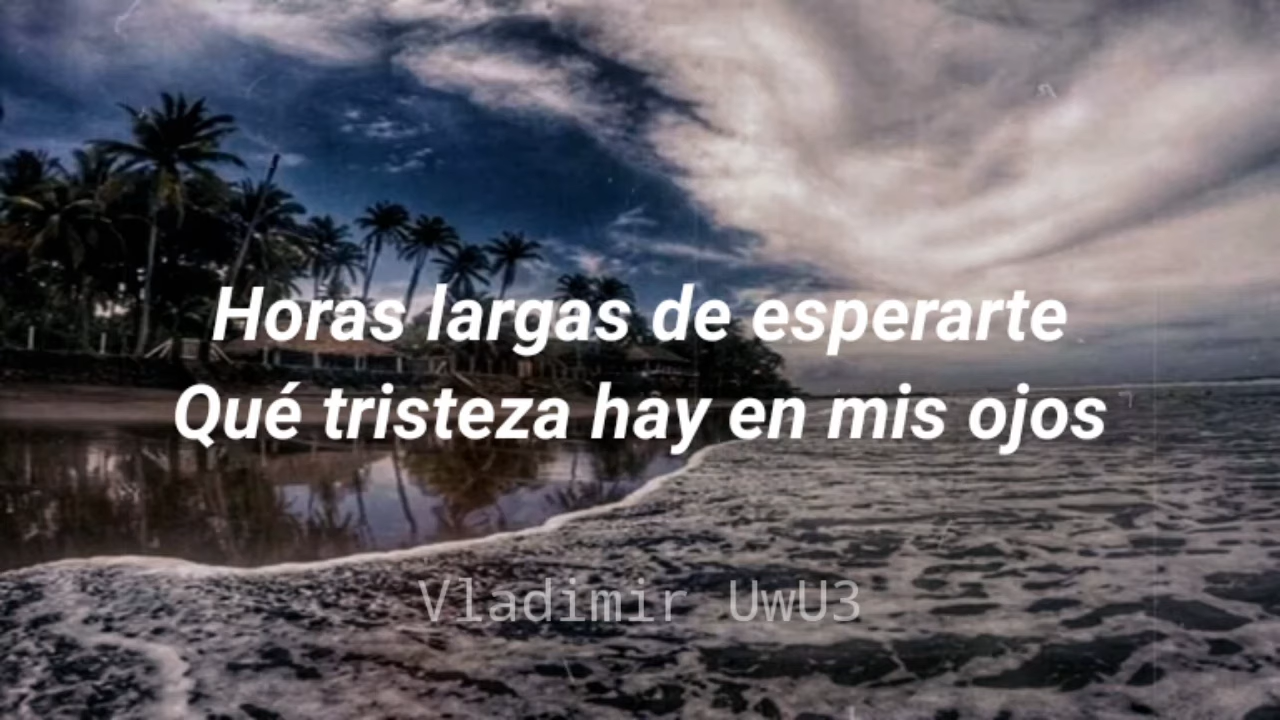 Horas largas de esperarte
Qué tristeza hay en mis ojos
Vladimir UwU3